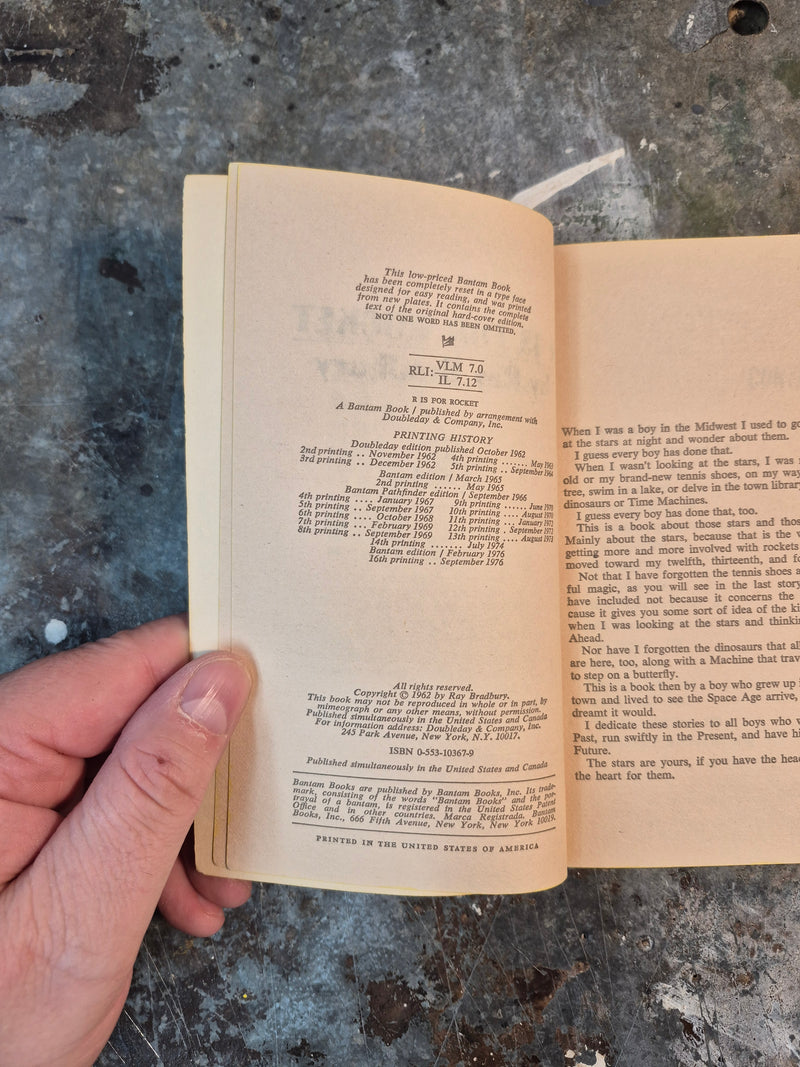 This low-priced Bantam Book
has been completely reset in a type face
designed for easy reading, and was printed
from new plates. It contains the complete
text of the original hard-cover edition.
NOT ONE WORD HAS BEEN OMITTED.
RLI: VLM 7.0
IL 7.12
R IS FOR ROCKET
A Bantam Book / published by arrangement with
Doubleday & Company, Inc.
PRINTING HISTORY
Doubleday edition published October 1962
2nd printing .. November 1962 4th printing ....... May 1963
3rd printing .. December 1962 5th printing .. September 1964
Bantam edition / March 1965
2nd printing ...... May 1965
Bantam Pathfinder edition / September 1966
4th printing .... January 1967 9th printing ...... June 1970
5th printing .. September 1967 10th printing .... August 1970
6th printing .... October 1968 11th printing ... January 1971
7th printing ... February 1969 12th printing . September 1972
8th printing .. September 1969 13th printing .... August 1973
14th printing ....... July 1974
Bantam edition / February 1976
16th printing .. September 1976
All rights reserved.
Copyright © 1962 by Ray Bradbury.
This book may not be reproduced in whole or in part, by
mimeograph or any other means, without permission.
Published simultaneously in the United States and Canada
For information address: Doubleday & Company, Inc.
245 Park Avenue, New York, N.Y. 10017.
ISBN 0-553-10367-9
Published simultaneously in the United States and Canada
Bantam Books are published by Bantam Books, Inc. Its trade-
mark, consisting of the words "Bantam Books" and the por-
trayal of a bantam, is registered in the United States Patent
Office and in other countries. Marca Registrada. Bantam
Books, Inc., 666 Fifth Avenue, New York, New York 10019.
PRINTED IN THE UNITED STATES OF AMERICA
When I was a boy in the Midwest I used to go
at the stars at night and wonder about them.
I guess every boy has done that.
When I wasn't looking at the stars, I was
old or my brand-new tennis shoes, on my way
tree, swim in a lake, or delve in the town library
dinosaurs or Time Machines.
I guess every boy has done that, too.
This is a book about those stars and those
Mainly about the stars, because that is the
getting more and more involved with rockets
moved toward my twelfth, thirteenth, and
Not that I have forgotten the tennis shoes
ful magic, as you will see in the last story
have included not because it concerns the
cause it gives you some sort of idea of the
when I was looking at the stars and
Ahead.
Nor have I forgotten the dinosaurs that
are here, too, along with a Machine that
to step on a butterfly.
This is a book then by a boy who grew up
town and lived to see the Space Age arrive,
dreamt it would.
I dedicate these stories to all boys who
Past, run swiftly in the Present, and have
Future.
The stars are yours, if you have the
the heart for them.